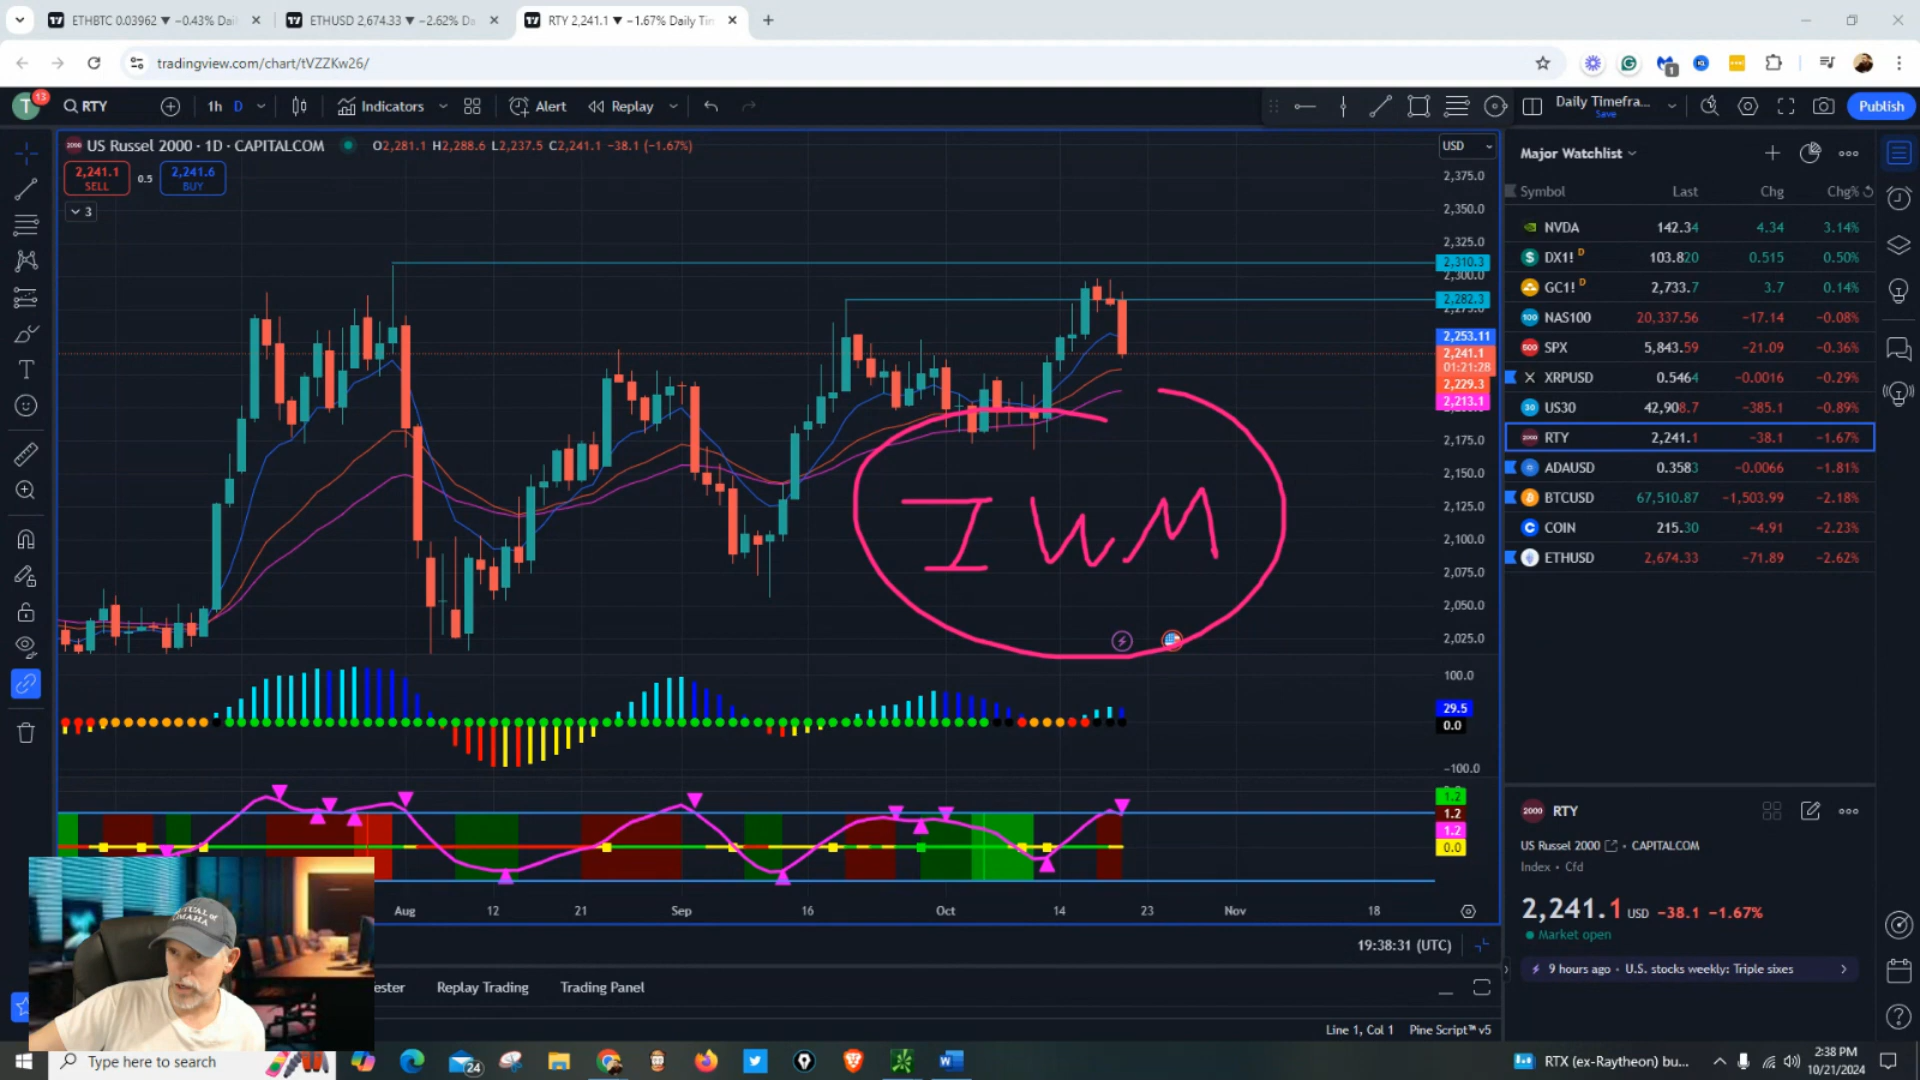 ETHBTC 0.03962 ▼ −0.43% Dai
ETHUSD 2,674.33 ▼ −2.62% Da
RTY 2,241.1 ▼ −1.67% Daily Tim
tradingview.com/chart/tVZZKw26/
T 13
RTY
1h D
Indicators
Alert
Replay
Daily Timefra...
Save
Publish
US Russel 2000 · 1D · CAPITALCOM
O2,281.1 H2,288.6 L2,237.5 C2,241.1 −38.1 (−1.67%)
2,241.1 SELL
0.5
2,241.6 BUY
3
USD
2,375.0
2,350.0
2,325.0
2,310.3
2,300.0
2,282.3
2,275.0
2,253.11
2,241.1
01:21:28
2,229.3
2,213.1
2,175.0
2,150.0
2,125.0
2,100.0
2,075.0
2,050.0
2,025.0
IWM
100.0
29.5
0.0
−100.0
1.2
1.2
1.2
0.0
Aug 12 21 Sep 16 Oct 14 23 Nov 18
19:38:31 (UTC)
Major Watchlist
Symbol Last Chg Chg%
NVDA 142.34 4.34 3.14%
DX1! D 103.820 0.515 0.50%
GC1! D 2,733.7 3.7 0.14%
NAS100 20,337.56 −17.14 −0.08%
SPX 5,843.59 −21.09 −0.36%
XRPUSD 0.5464 −0.0016 −0.29%
US30 42,908.7 −385.1 −0.89%
RTY 2,241.1 −38.1 −1.67%
ADAUSD 0.3583 −0.0066 −1.81%
BTCUSD 67,510.87 −1,503.99 −2.18%
COIN 215.30 −4.91 −2.23%
ETHUSD 2,674.33 −71.89 −2.62%
RTY
US Russel 2000 · CAPITALCOM
Index · Cfd
2,241.1 USD −38.1 −1.67%
Market open
9 hours ago · U.S. stocks weekly: Triple sixes
ester
Replay Trading
Trading Panel
Line 1, Col 1 Pine Script™ v5
Type here to search
24
RTX (ex-Raytheon) bu...
2:38 PM
10/21/2024